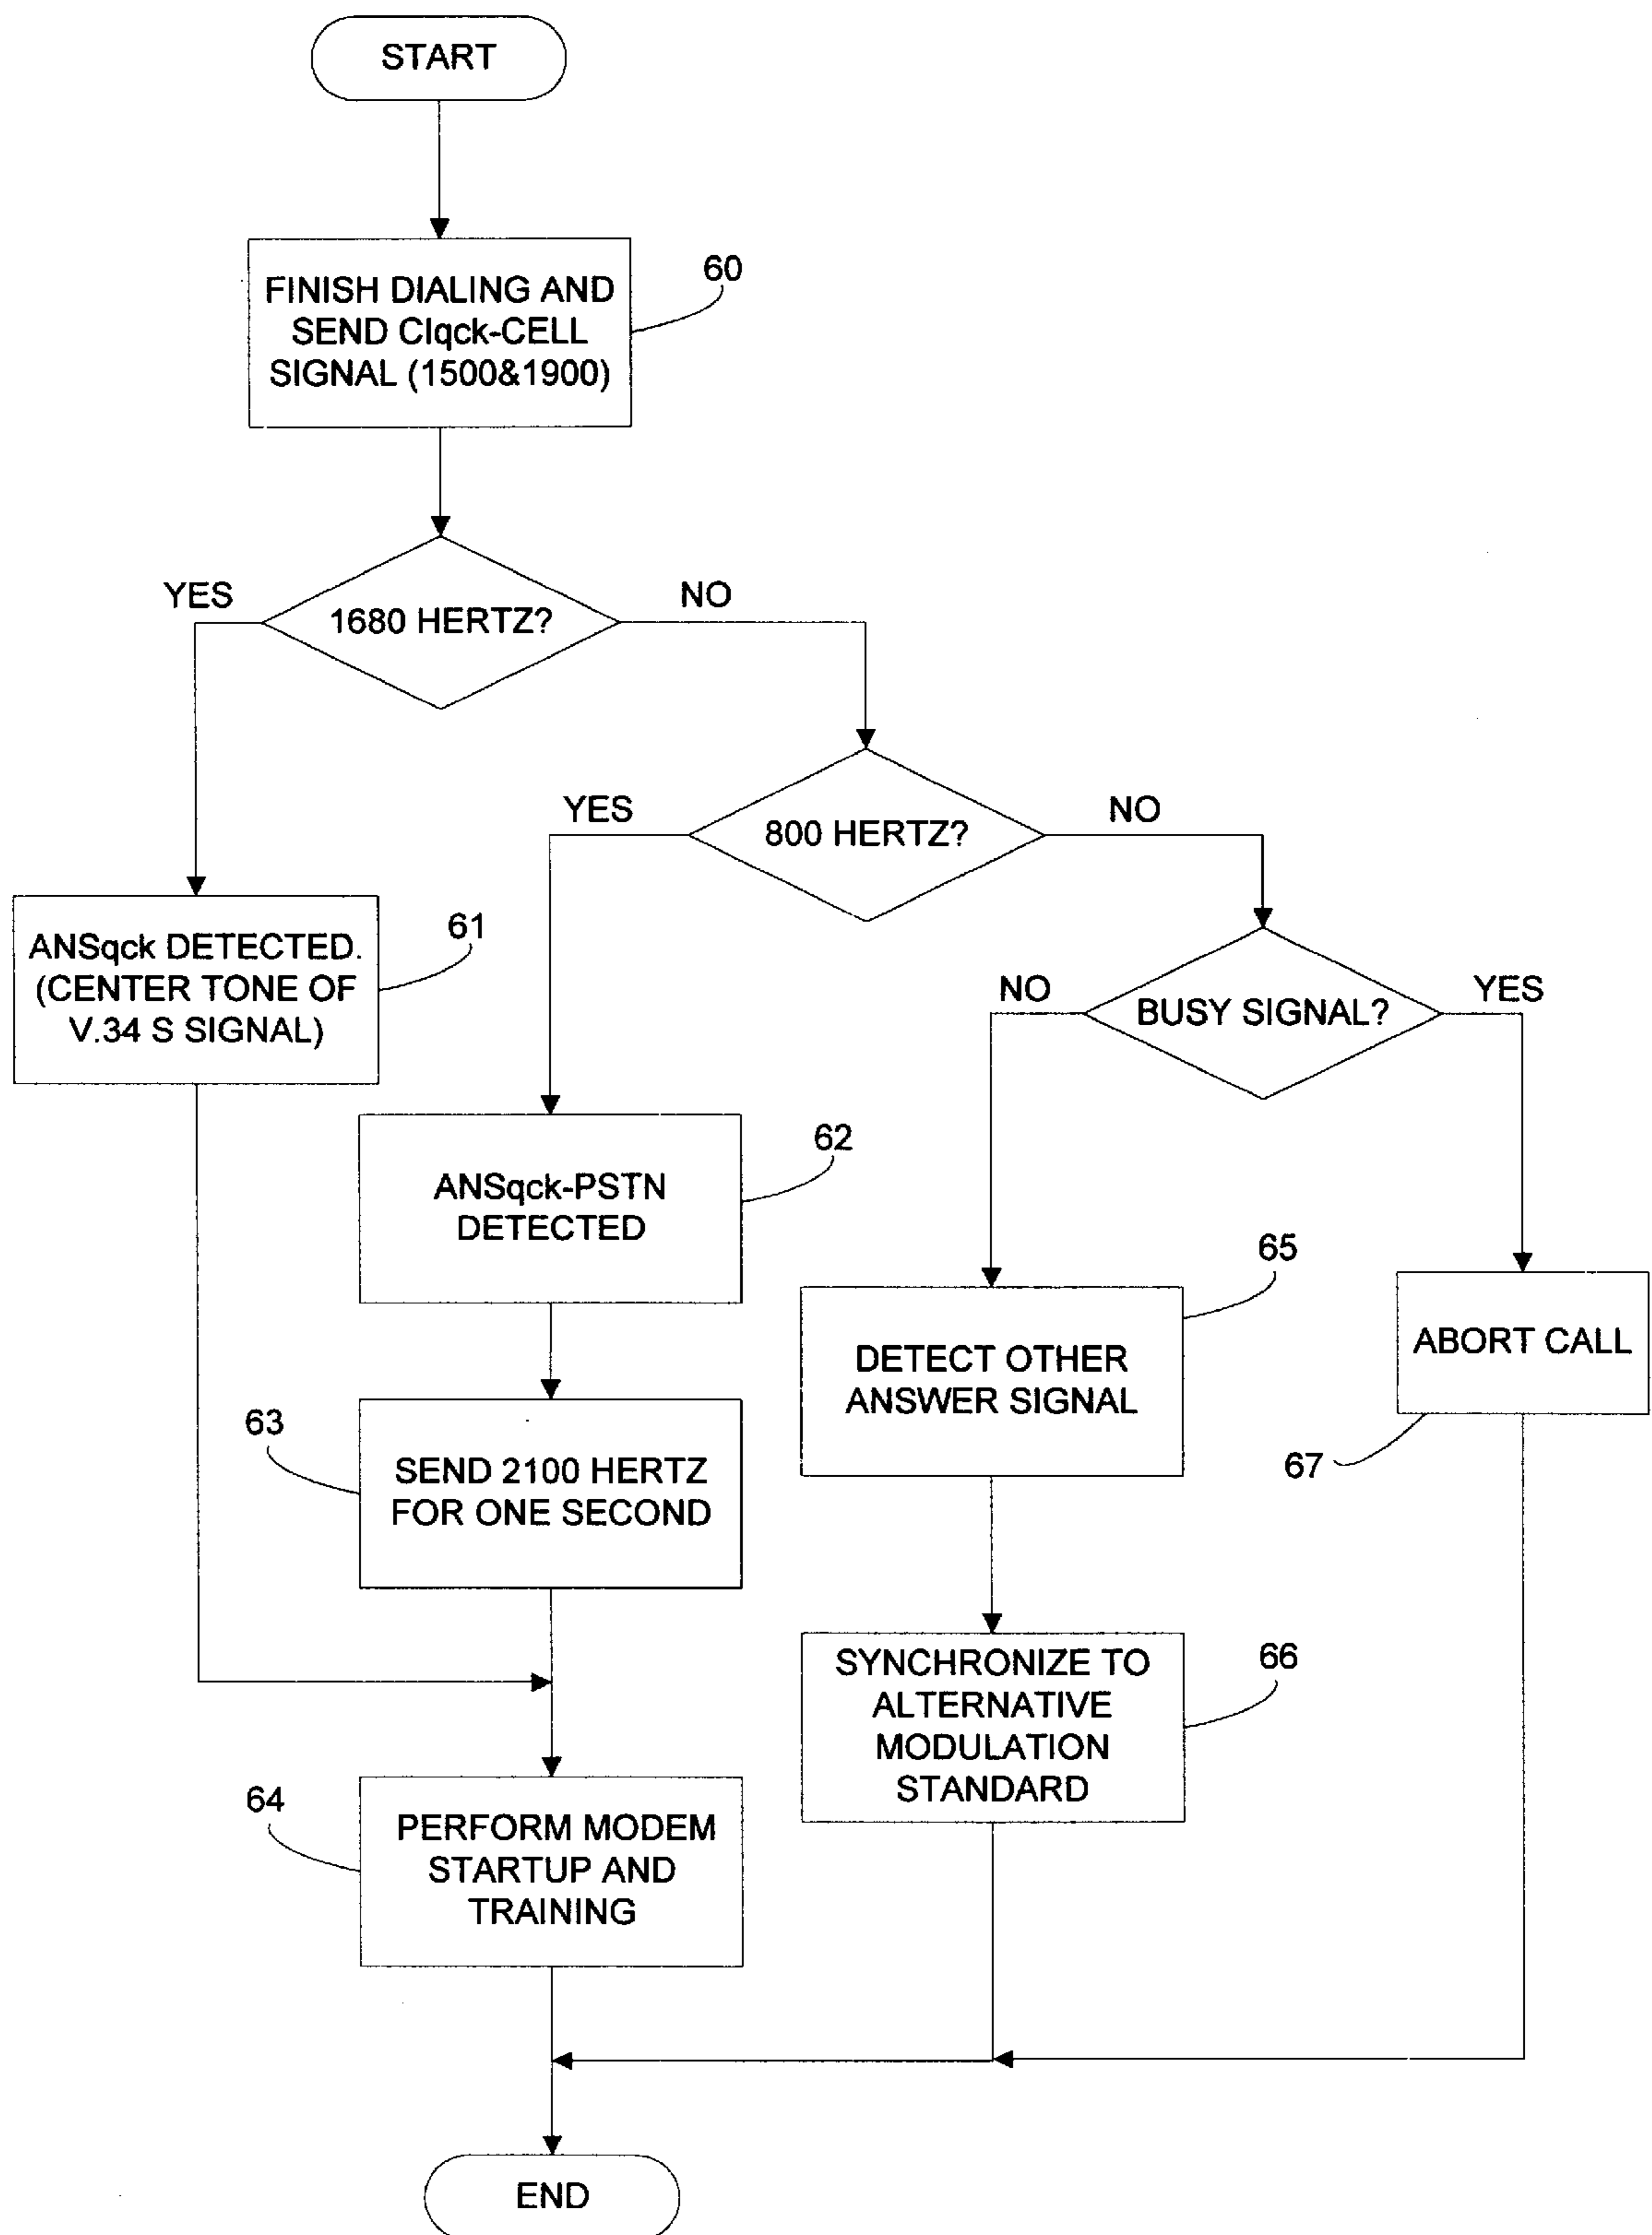 START
FINISH DIALING AND
SEND CIqck-CELL
SIGNAL (1500&1900)
60
1680 HERTZ?
YES
NO
800 HERTZ?
YES
NO
ANSqck DETECTED.
(CENTER TONE OF
V.34 S SIGNAL)
61
BUSY SIGNAL?
NO
YES
ANSqck-PSTN
DETECTED
62
DETECT OTHER
ANSWER SIGNAL
65
ABORT CALL
67
SEND 2100 HERTZ
FOR ONE SECOND
63
SYNCHRONIZE TO
ALTERNATIVE
MODULATION
STANDARD
66
PERFORM MODEM
STARTUP AND
TRAINING
64
END